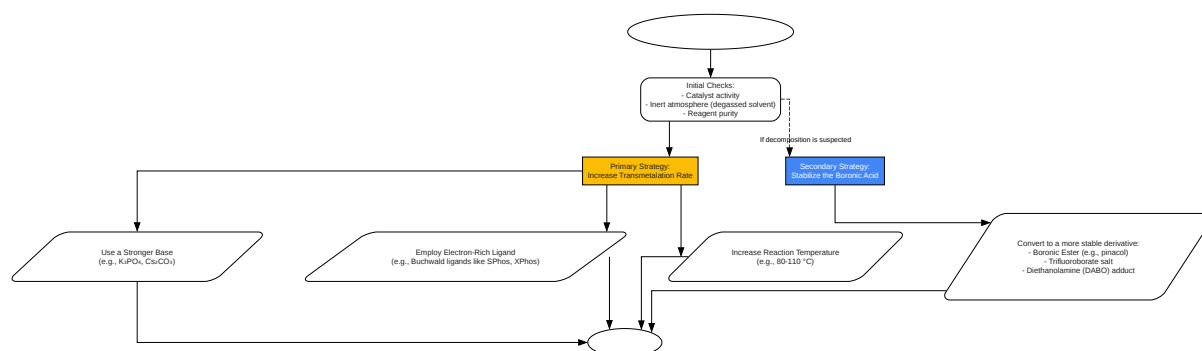 Initial Checks:
- Catalyst activity
- Inert atmosphere (degassed solvent)
- Reagent purity
If decomposition is suspected
Primary Strategy:
Increase Transmetalation Rate
Secondary Strategy:
Stabilize the Boronic Acid
Use a Stronger Base
(e.g., K₃PO₄, Cs₂CO₃)
Employ Electron-Rich Ligand
(e.g., Buchwald ligands like SPhos, XPhos)
Increase Reaction Temperature
(e.g., 80-110 °C)
Convert to a more stable derivative:
- Boronic Ester (e.g., pinacol)
- Trifluoroborate salt
- Diethanolamine (DABO) adduct